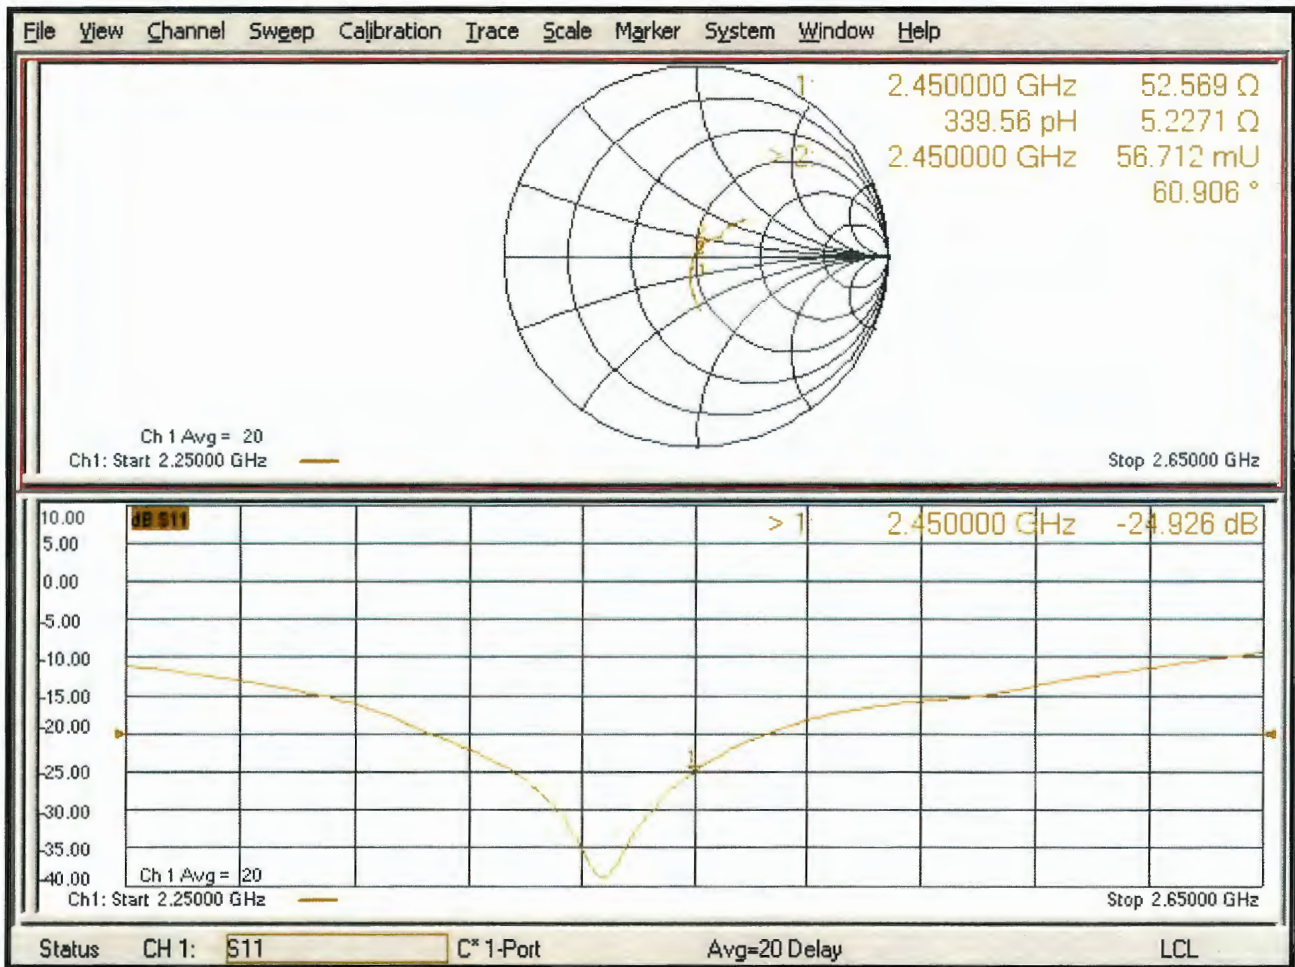 File View Channel Sweep Calibration Trace Scale Marker System Window Help
1: 2.450000 GHz 52.569 Ω
339.56 pH 5.2271 Ω
> 2: 2.450000 GHz 56.712 mU
60.906 °
Ch 1 Avg = 20
Ch1: Start 2.25000 GHz Stop 2.65000 GHz
10.00 dB S11 > 1: 2.450000 GHz -24.926 dB
5.00
0.00
-5.00
-10.00
-15.00
-20.00
1
-25.00
-30.00
-35.00
-40.00 Ch 1 Avg = 20
Ch1: Start 2.25000 GHz Stop 2.65000 GHz
Status CH 1: S11 C* 1-Port Avg=20 Delay LCL